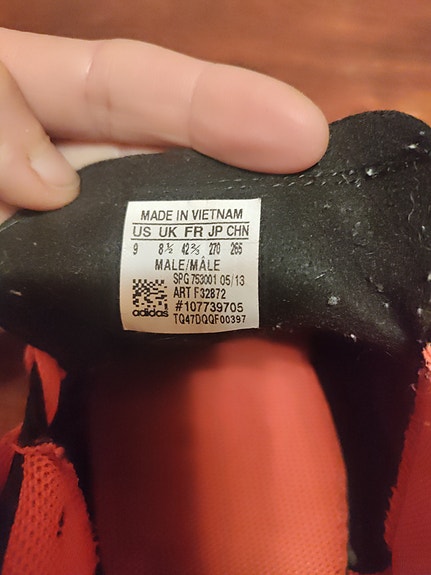 MADE IN VIETNAM
US UK FR JP CHN
9 8½ 42⅔ 270 265
MALE/MÂLE
SPG 753001 05/13
ART F32872
#107739705
adidas TQ47DQQF00397